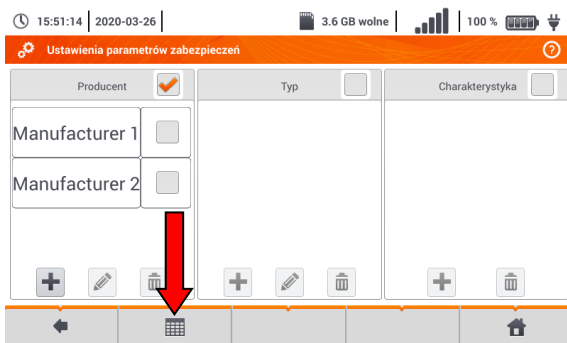 15:51:14 2020-03-26 3.6 GB wolne 100 %
Ustawienia parametrów zabezpieczeń ?
Producent Typ Charakterystyka
Manufacturer 1
Manufacturer 2